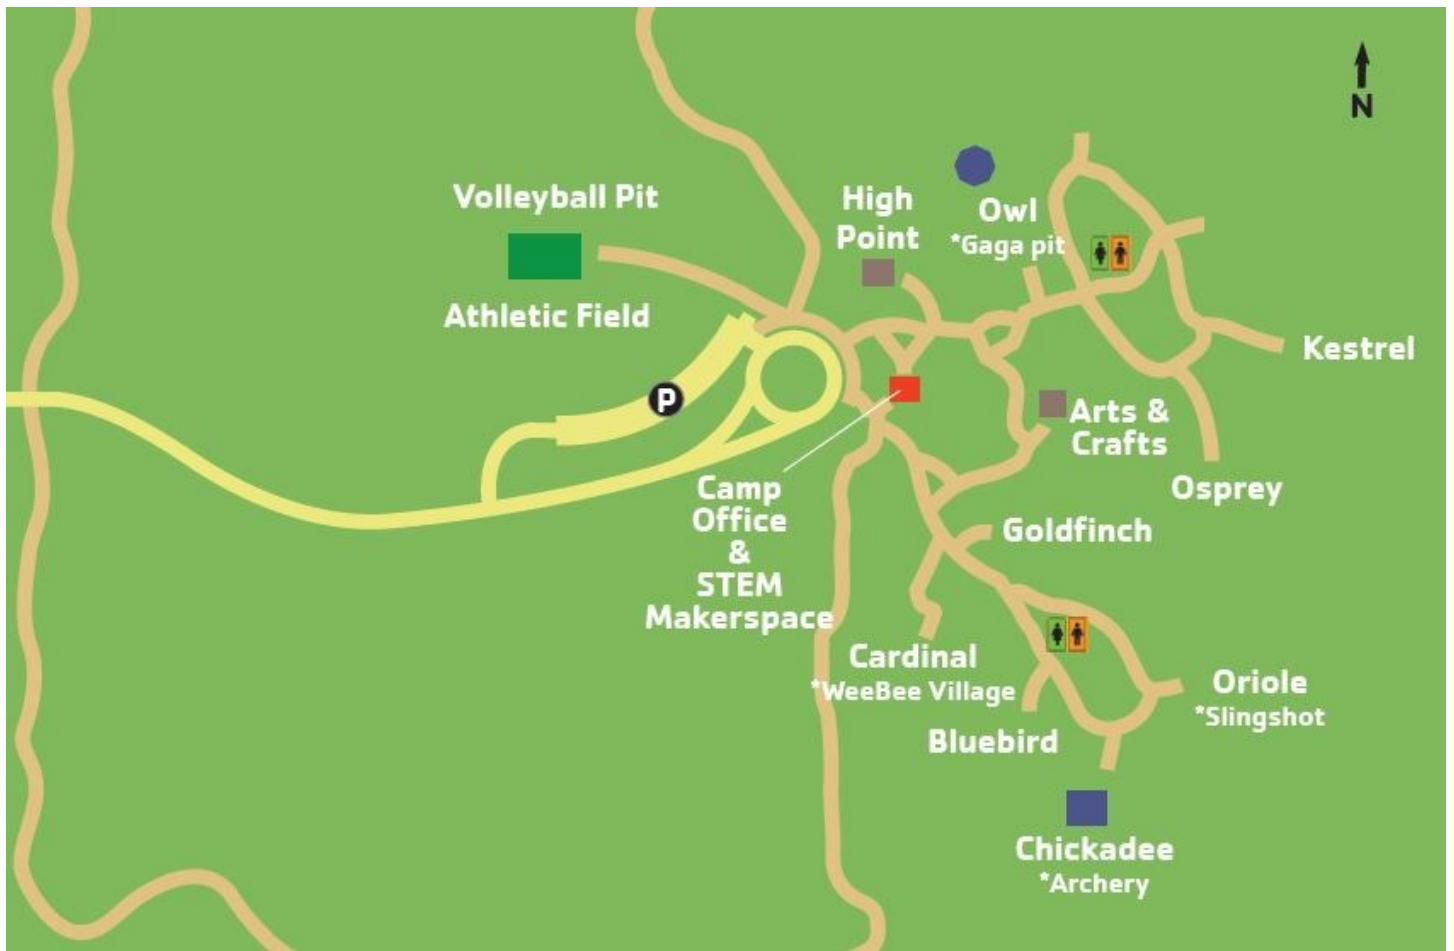 N
Volleyball Pit
High
Point
Owl
*Gaga pit
Athletic Field
Kestrel
P
Arts &
Crafts
Osprey
Camp
Office
&
STEM
Makerspace
Goldfinch
Cardinal
*WeeBee Village
Oriole
*Slingshot
Bluebird
Chickadee
*Archery